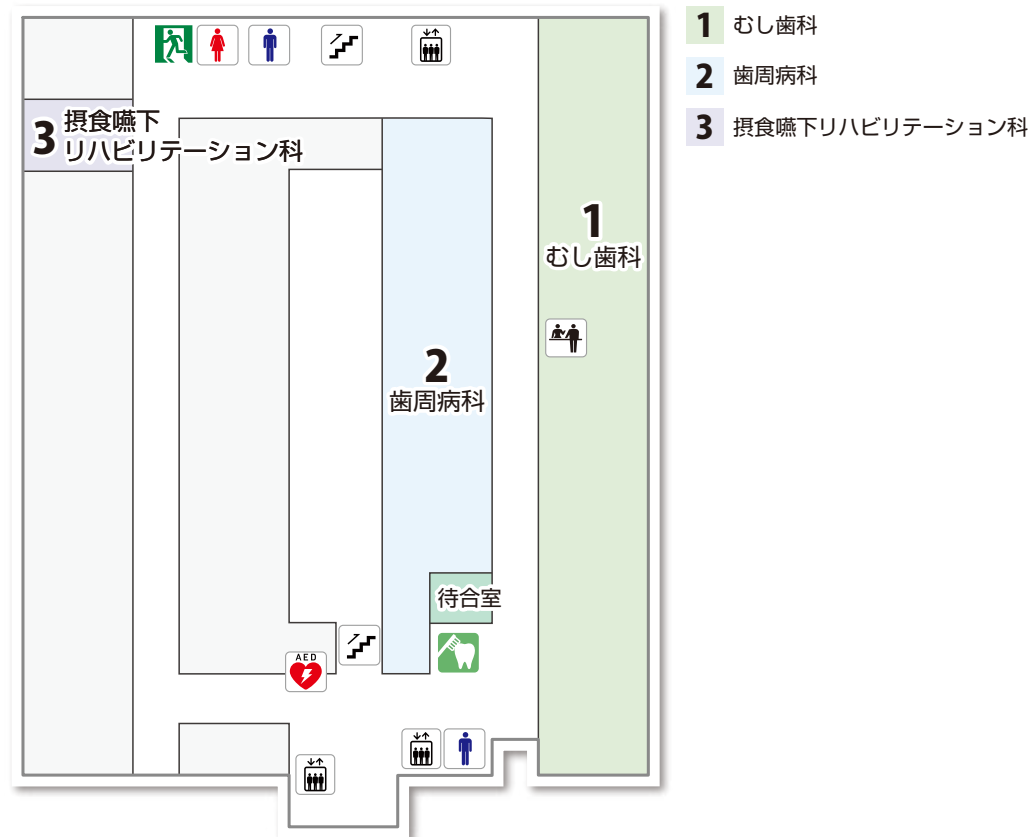 1 むし歯科
2 歯周病科
3 摂食嚥下リハビリテーション科
3 摂食嚥下
リハビリテーション科
1
むし歯科
2
歯周病科
待合室
AED